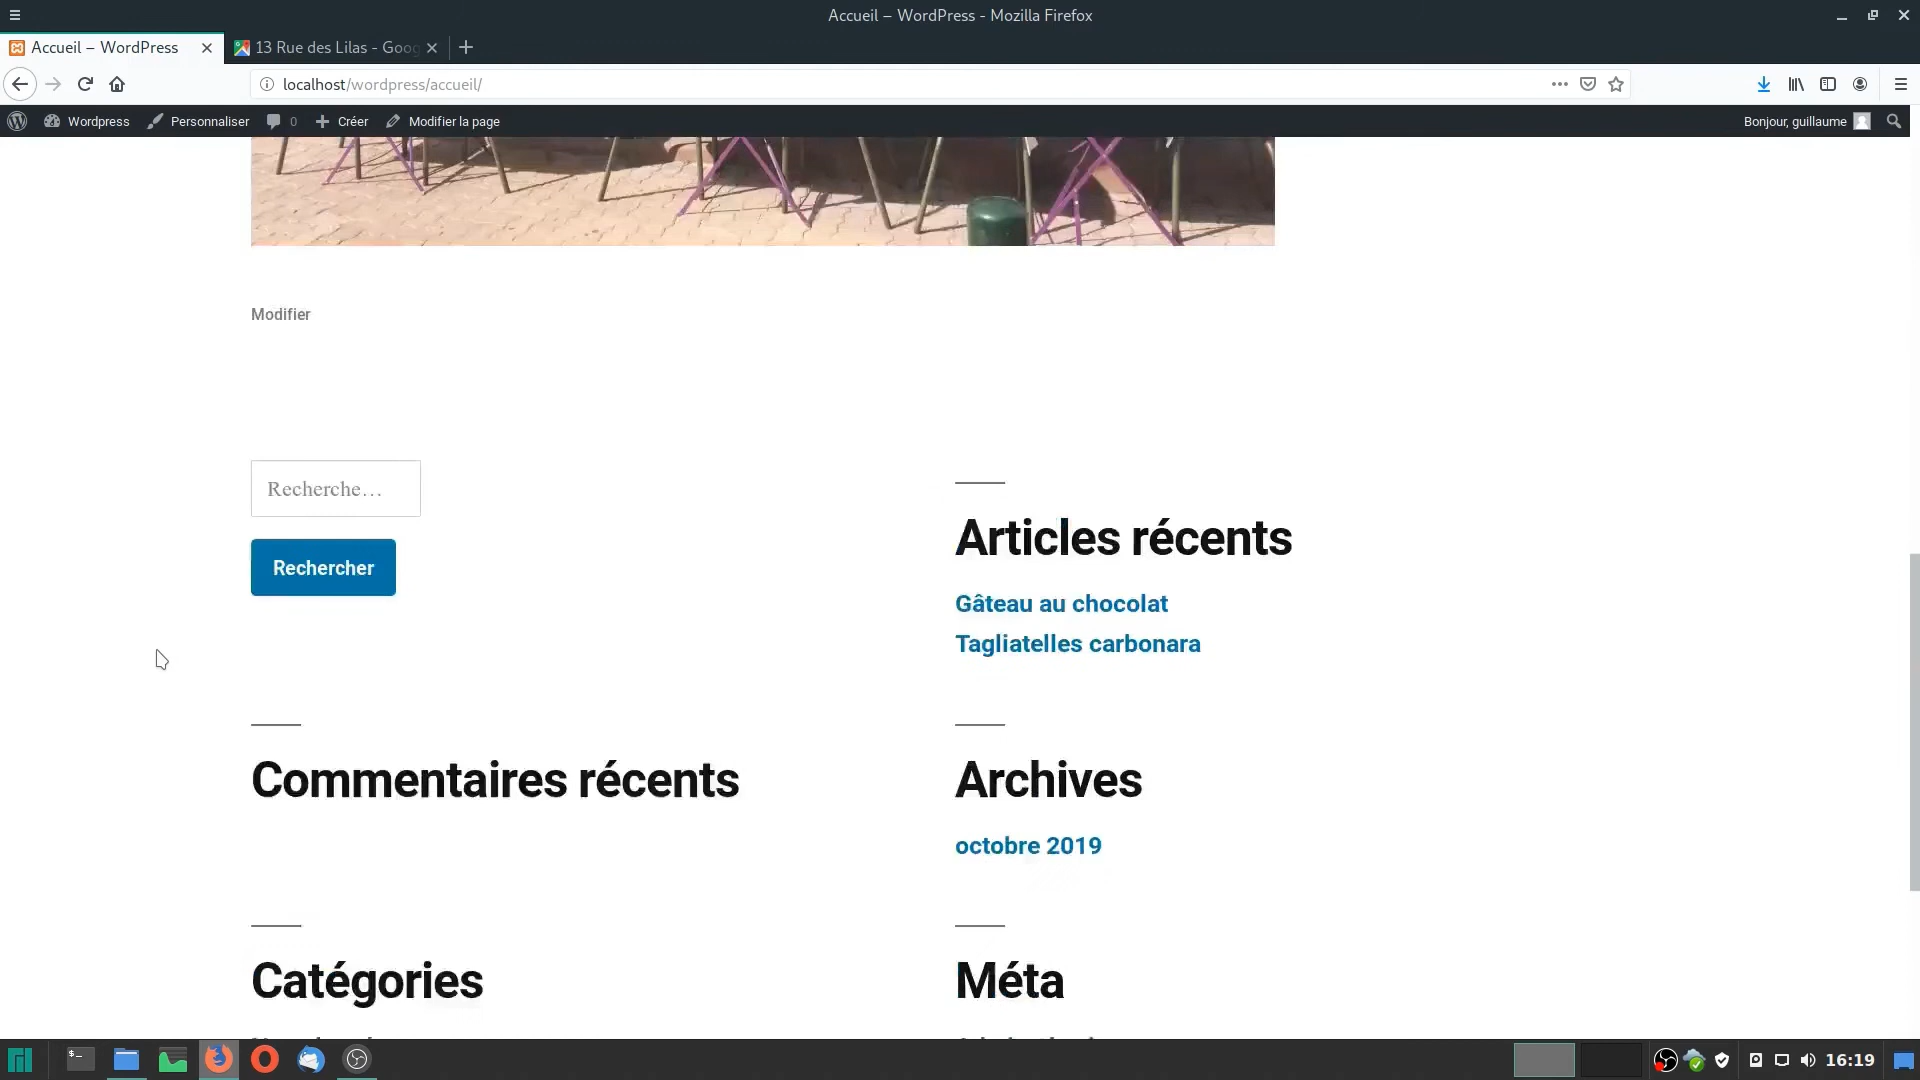 Accueil – WordPress - Mozilla Firefox
Accueil – WordPress
13 Rue des Lilas - Goog
localhost/wordpress/accueil/
Wordpress
Personnaliser
0
Créer
Modifier la page
Bonjour, guillaume
Modifier
Recherche…
Rechercher
Articles récents
Gâteau au chocolat
Tagliatelles carbonara
Commentaires récents
Archives
octobre 2019
Catégories
Méta
16:19